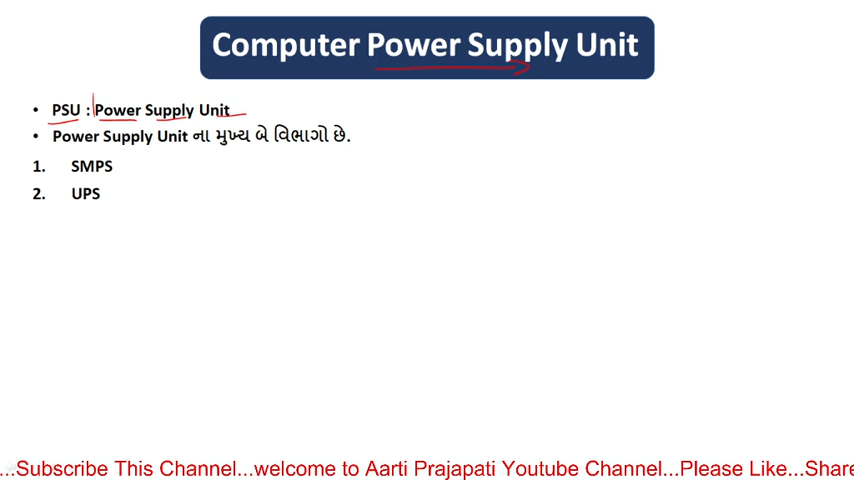 Computer Power Supply Unit
• PSU : Power Supply Unit
• Power Supply Unit ના મુખ્ય બે વિભાગો છે.
1. SMPS
2. UPS
...Subscribe This Channel...welcome to Aarti Prajapati Youtube Channel...Please Like...Share